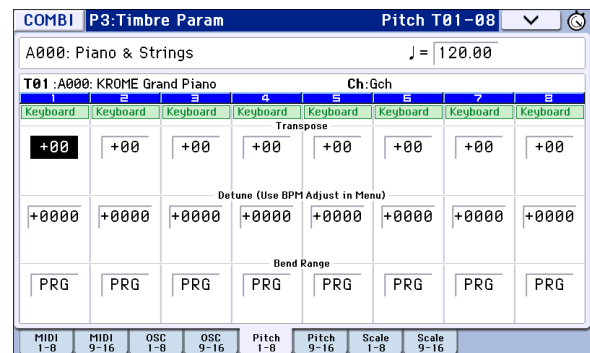 COMBI P3:Timbre Param Pitch T01-08
A000: Piano & Strings ♩= 120.00
T01 :A000: KROME Grand Piano Ch:Gch
1 2 3 4 5 6 7 8
Keyboard Keyboard Keyboard Keyboard Keyboard Keyboard Keyboard Keyboard
Transpose
+00 +00 +00 +00 +00 +00 +00 +00
Detune (Use BPM Adjust in Menu)
+0000 +0000 +0000 +0000 +0000 +0000 +0000 +0000
Bend Range
PRG PRG PRG PRG PRG PRG PRG PRG
MIDI MIDI OSC OSC Pitch Pitch Scale Scale
1-8 9-16 1-8 9-16 1-8 9-16 1-8 9-16